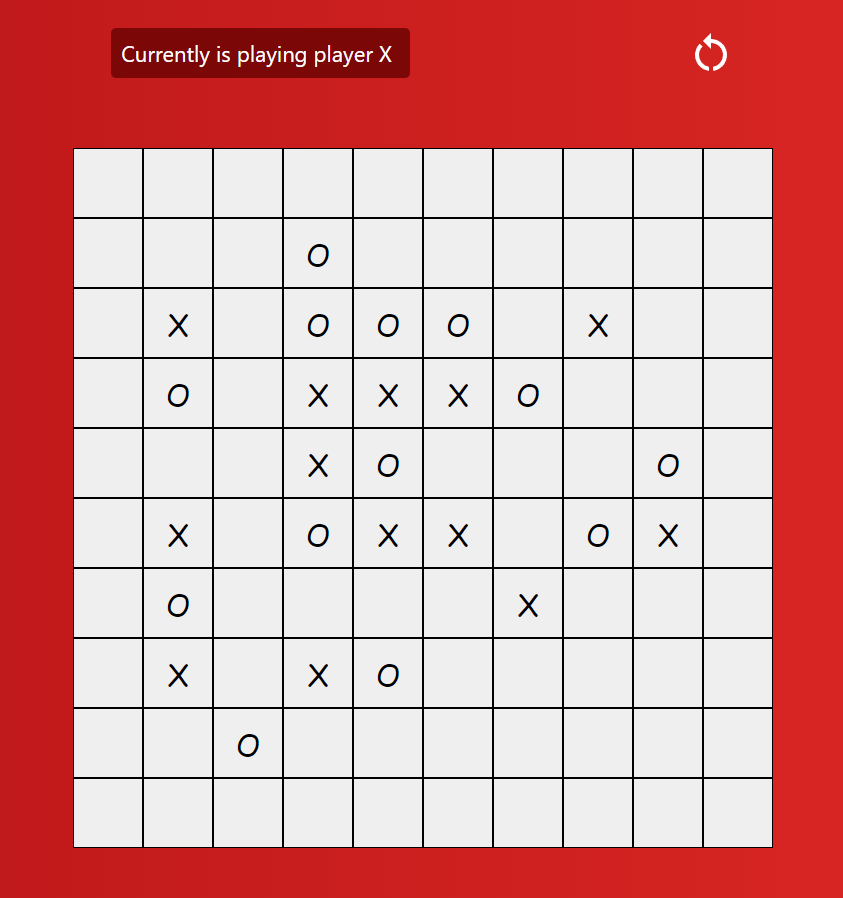 Currently is playing player X
O
X O O O X
O X X X O
X O O
X O X X O X
O X
X X O
O